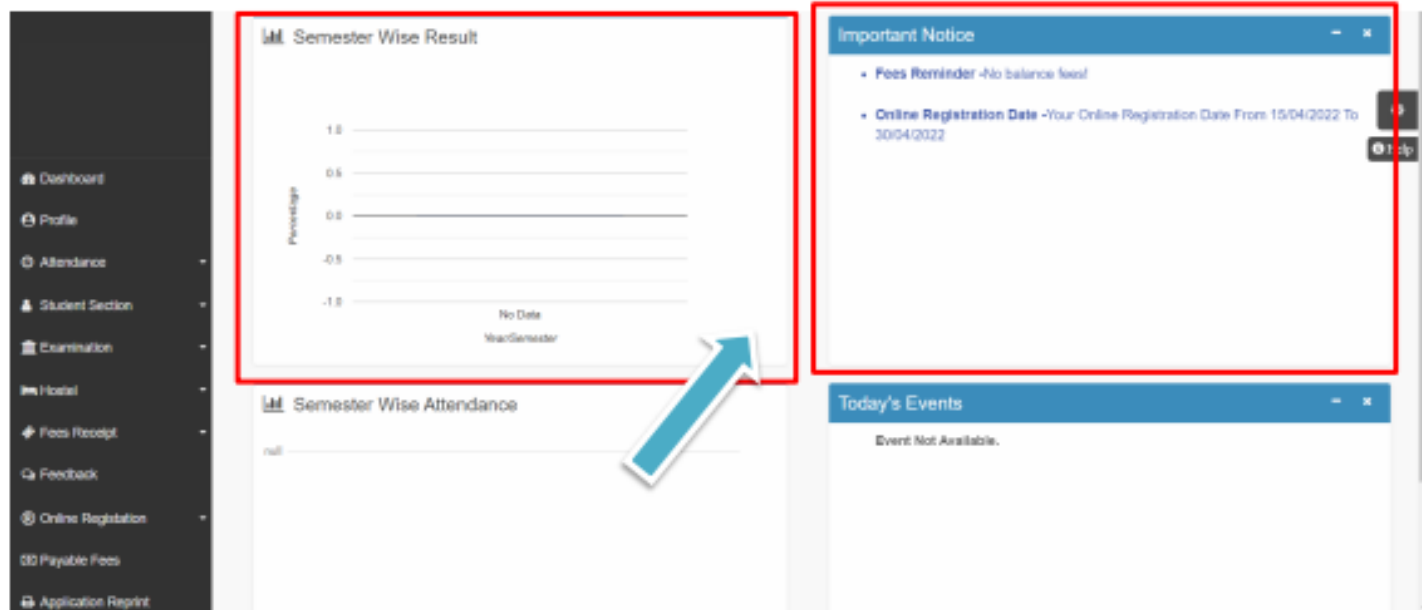 Dashboard
Profile
Attendance
Student Section
Examination
Hostel
Fees Receipt
Feedback
Online Registation
Payable Fees
Application Reprint
Semester Wise Result
1.0
0.5
0.0
-0.5
-1.0
Percentage
No Data
Year/Semester
Semester Wise Attendance
null
Important Notice
Fees Reminder -No balance fees!
Online Registration Date -Your Online Registration Date From 15/04/2022 To
30/04/2022
Help
Today's Events
Event Not Available.